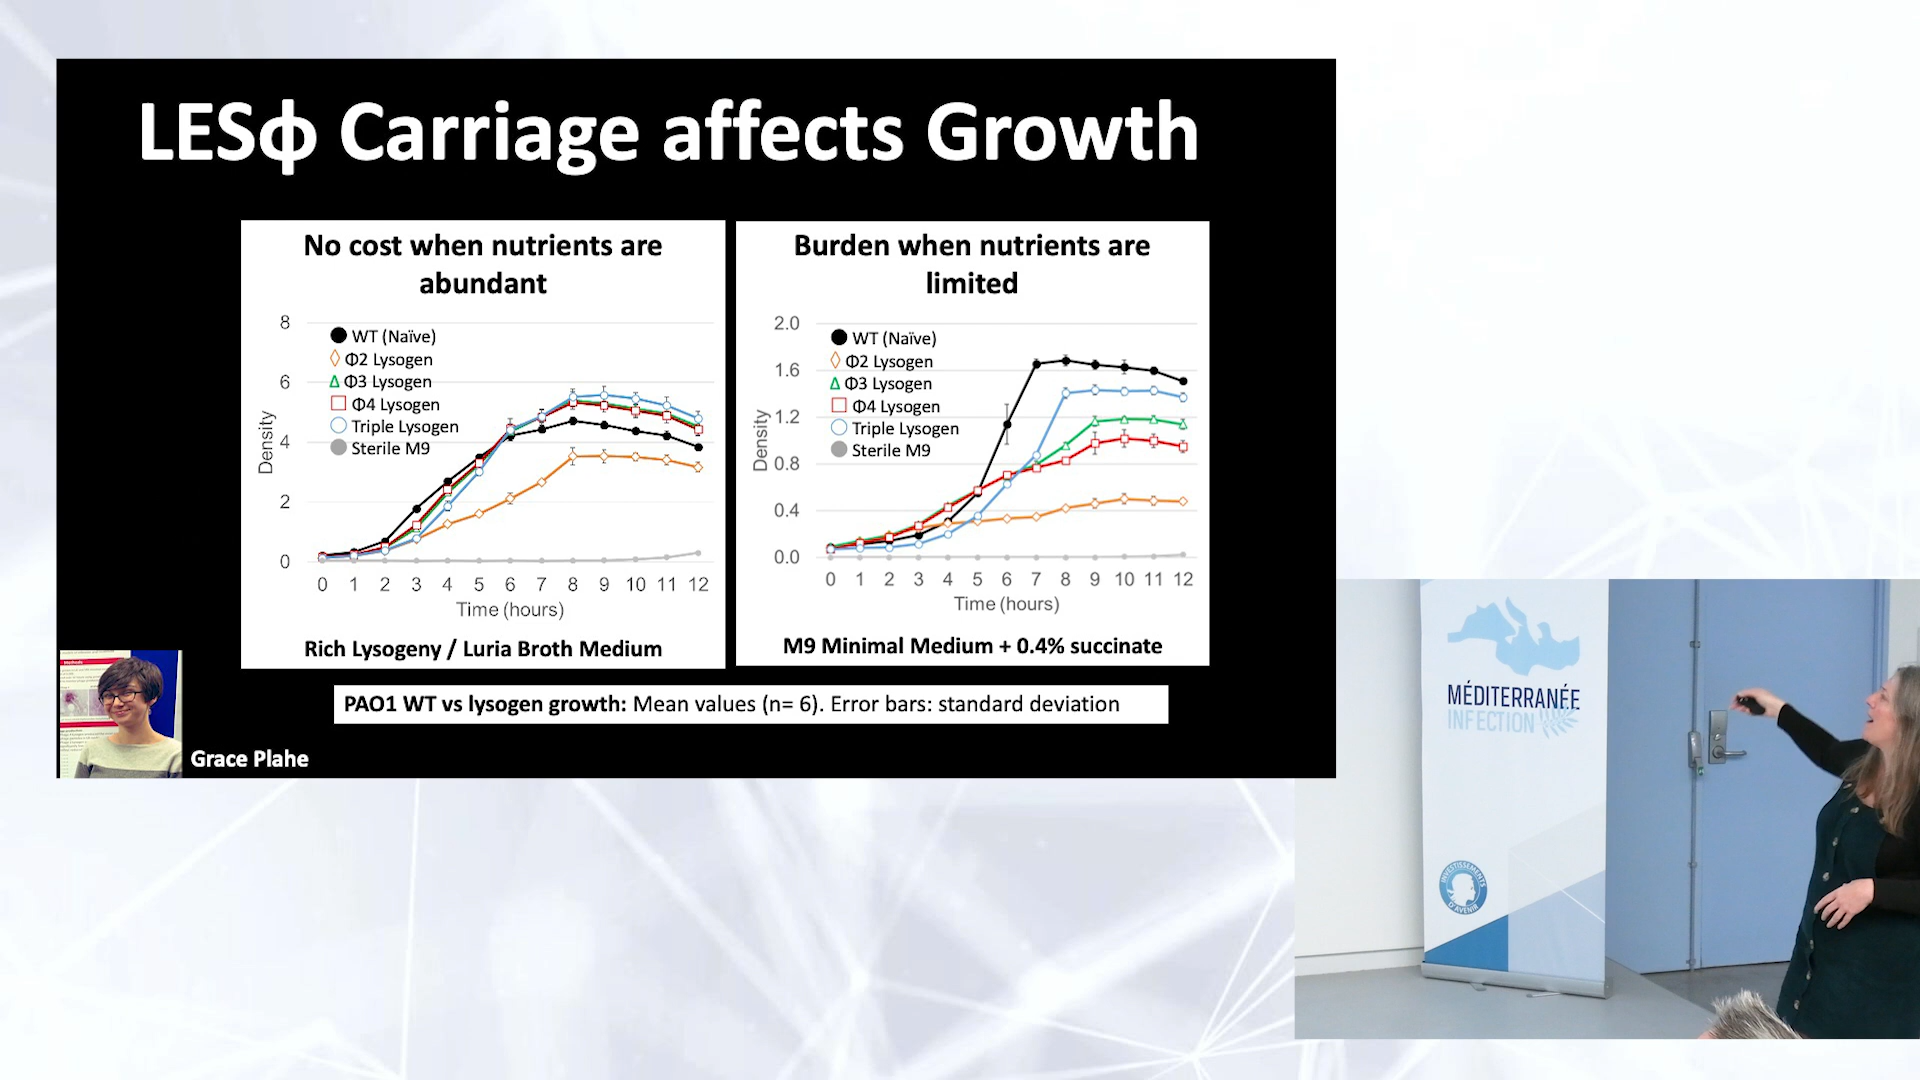 LESϕ Carriage affects Growth
No cost when nutrients are
abundant
8
6
4
2
0
Density
WT (Naïve)
Φ2 Lysogen
Φ3 Lysogen
Φ4 Lysogen
Triple Lysogen
Sterile M9
0 1 2 3 4 5 6 7 8 9 10 11 12
Time (hours)
Rich Lysogeny / Luria Broth Medium
Burden when nutrients are
limited
2.0
1.6
1.2
0.8
0.4
0.0
Density
WT (Naïve)
Φ2 Lysogen
Φ3 Lysogen
Φ4 Lysogen
Triple Lysogen
Sterile M9
0 1 2 3 4 5 6 7 8 9 10 11 12
Time (hours)
M9 Minimal Medium + 0.4% succinate
PAO1 WT vs lysogen growth: Mean values (n= 6). Error bars: standard deviation
Methods
Grace Plahe
MÉDITERRANÉE
INFECTION
INVESTISSEMENTS
D'AVENIR